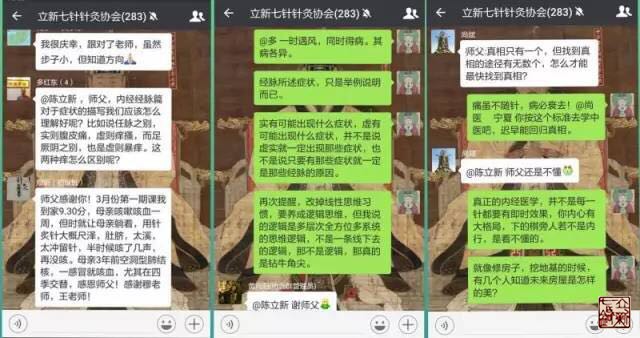 立新七针针灸协会(283)
我很庆幸，跟对了老师，虽然
步子小，但知道方向
多红东（4）
@陈立新 ，师父，内经经脉篇
对于症状的描写我们应该怎么
理解好呢？比如说任脉之别，
实则腹皮痛，虚则痒搔，而足
厥阴之别，也是虚则暴痒。这
两种痒怎么区别呢？
师父感谢你！3月份第一期课我
到家9.30分，母亲咳嗽咳血一
周，但时就让母亲躺着，用针
灸针大概尺泽，肚脐，太溪，
太冲留针，半时候咳了几声，
再没咳。母亲3年前空洞型肺结
核，一感冒就咳血，尤其在四
季交替，感恩师父！感谢穆老
师，王老师！
立新七针针灸协会(283)
@多 一时遇风，同时得病。其
病各异。
经脉所述症状，只是举例说明
而已。
实有可能出现什么症状，虚有
可能出现什么症状，并不是说
虚实就一定出现那些症状，也
不是说只要有那些症状就一定
是那些经脉的原因。
再次提醒，改掉线性思维习
惯，要养成逻辑思维，但我说
的逻辑是多层次全方位多系统
的思维逻辑，不是一条线下去
的逻辑，那不是逻辑，那真的
是钻牛角尖。
@陈立新 谢师父
立新七针针灸协会(283)
尚斌
师父:真相只有一个，但找到真
相的途径有无数个，怎么才能
最快找到真相？
痛虽不随针，病必衰去！@尚
医 宁夏 你按这个标准去学中
医吧，迟早能回归真相。
尚斌
@陈立新 师父还是不懂
真正的内经医学，并不是每一
针都要有即时效果，你内心有
大格局，下的棋旁人若不是内
行，是看不懂的。
就像修房子，挖地基的时候，
有几个人知道未来房屋是怎样
的美？